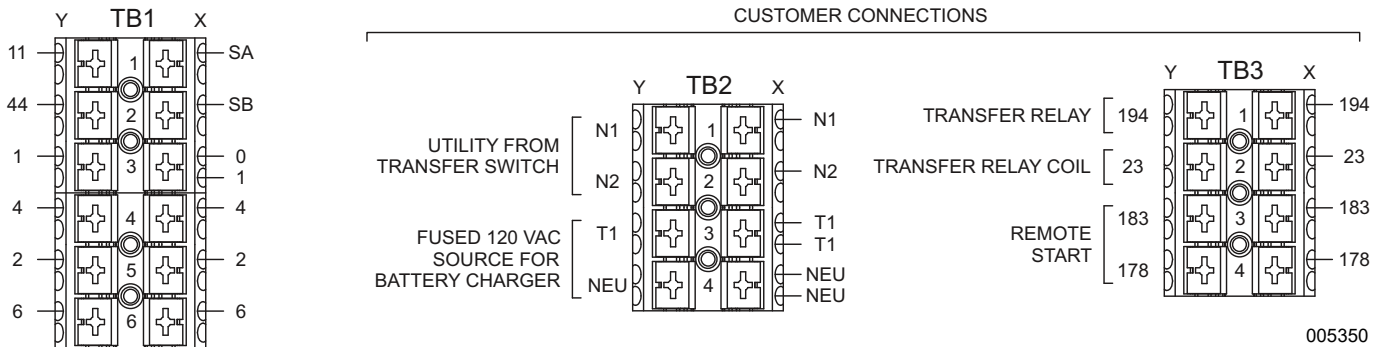 CUSTOMER CONNECTIONS
Y TB1 X
11 1 SA
44 2 SB
1 3 0
1
4 4 4
2 5 2
6 6 6
Y TB2 X
UTILITY FROM
TRANSFER SWITCH
N1 1 N1
N2 2 N2
FUSED 120 VAC
SOURCE FOR
BATTERY CHARGER
T1 3 T1
T1
NEU 4 NEU
NEU
Y TB3 X
TRANSFER RELAY 194 1 194
TRANSFER RELAY COIL 23 2 23
REMOTE
START
183 3 183
178 4 178
005350